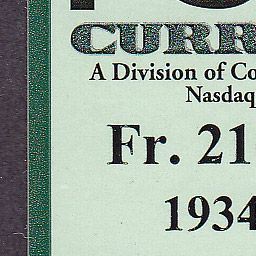 CURR
A Division of Co
Nasdaq
Fr. 21
1934